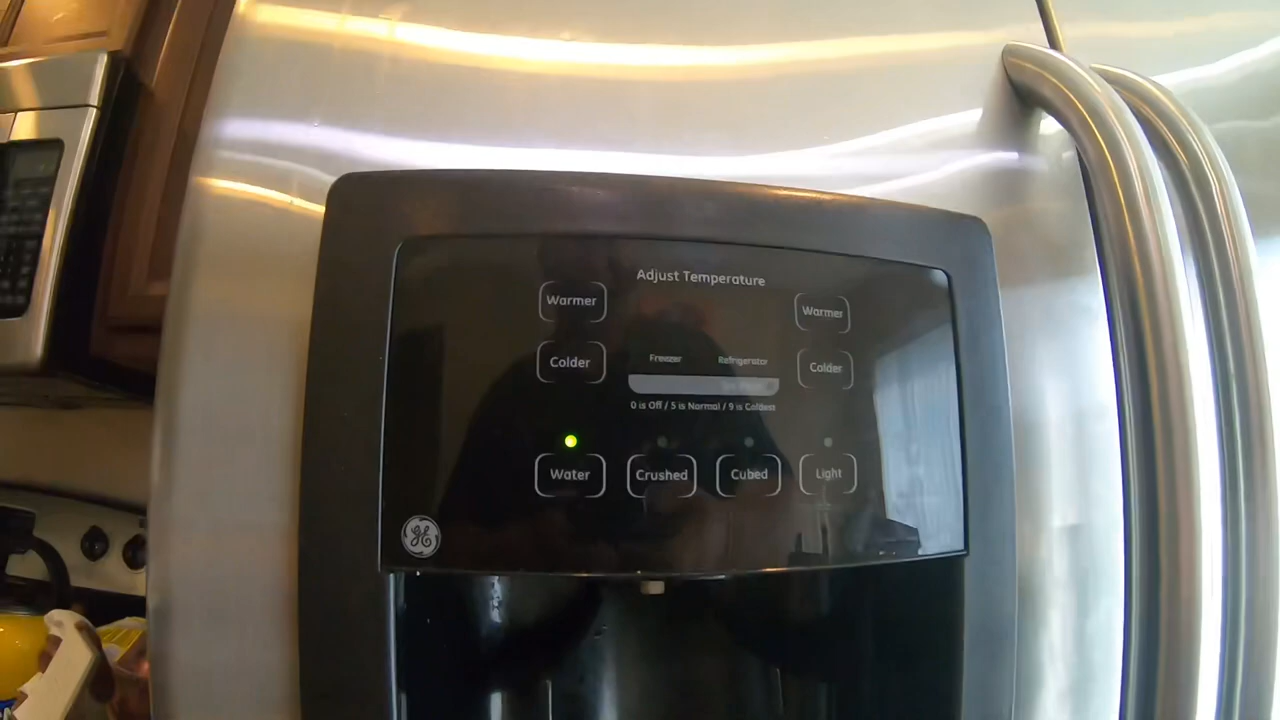 Adjust Temperature
Warmer
Warmer
Colder
Freezer
Refrigerator
Colder
0 is Off / 5 is Normal / 9 is Coldest
Water
Crushed
Cubed
Light
GE